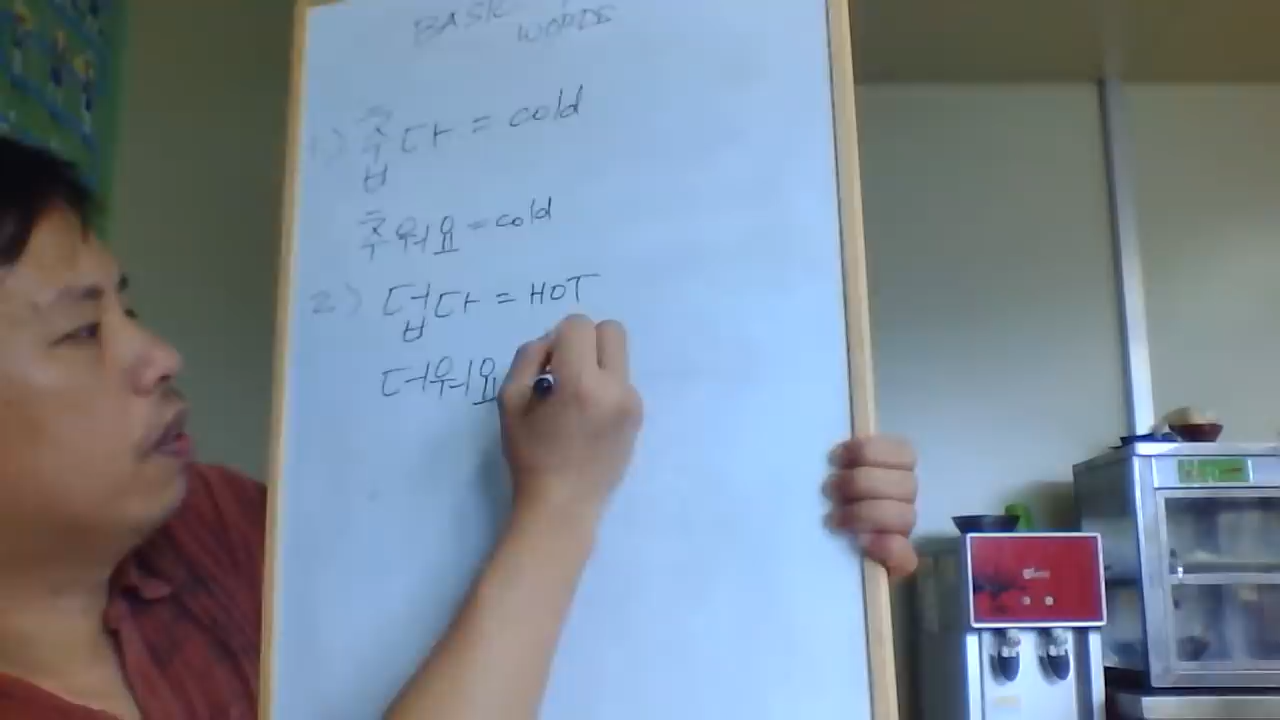 BASIC
WORDS
1) 춥다 = cold
추워요 = cold
2) 덥다 = HOT
더워요